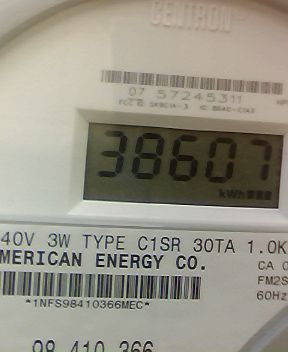 CENTRON
07 57245311
38607
kWh
40V 3W TYPE C1SR 30TA 1.0K
MERICAN ENERGY CO.
CA 0
FM2S
60Hz
*1NFS98410366MEC*
98 410 366